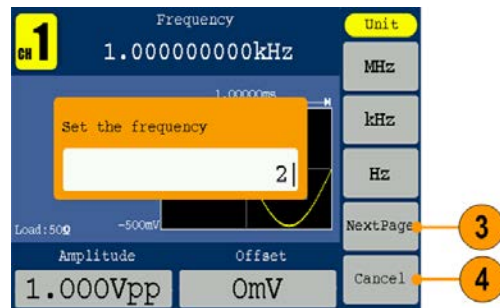 Frequency
Unit
CH 1
1.000000000kHz
MHz
1.00000ms
Set the frequency
kHz
2
Hz
Load:50Ω
-500mV
NextPage
3
Amplitude
Offset
Cancel
4
1.000Vpp
0mV